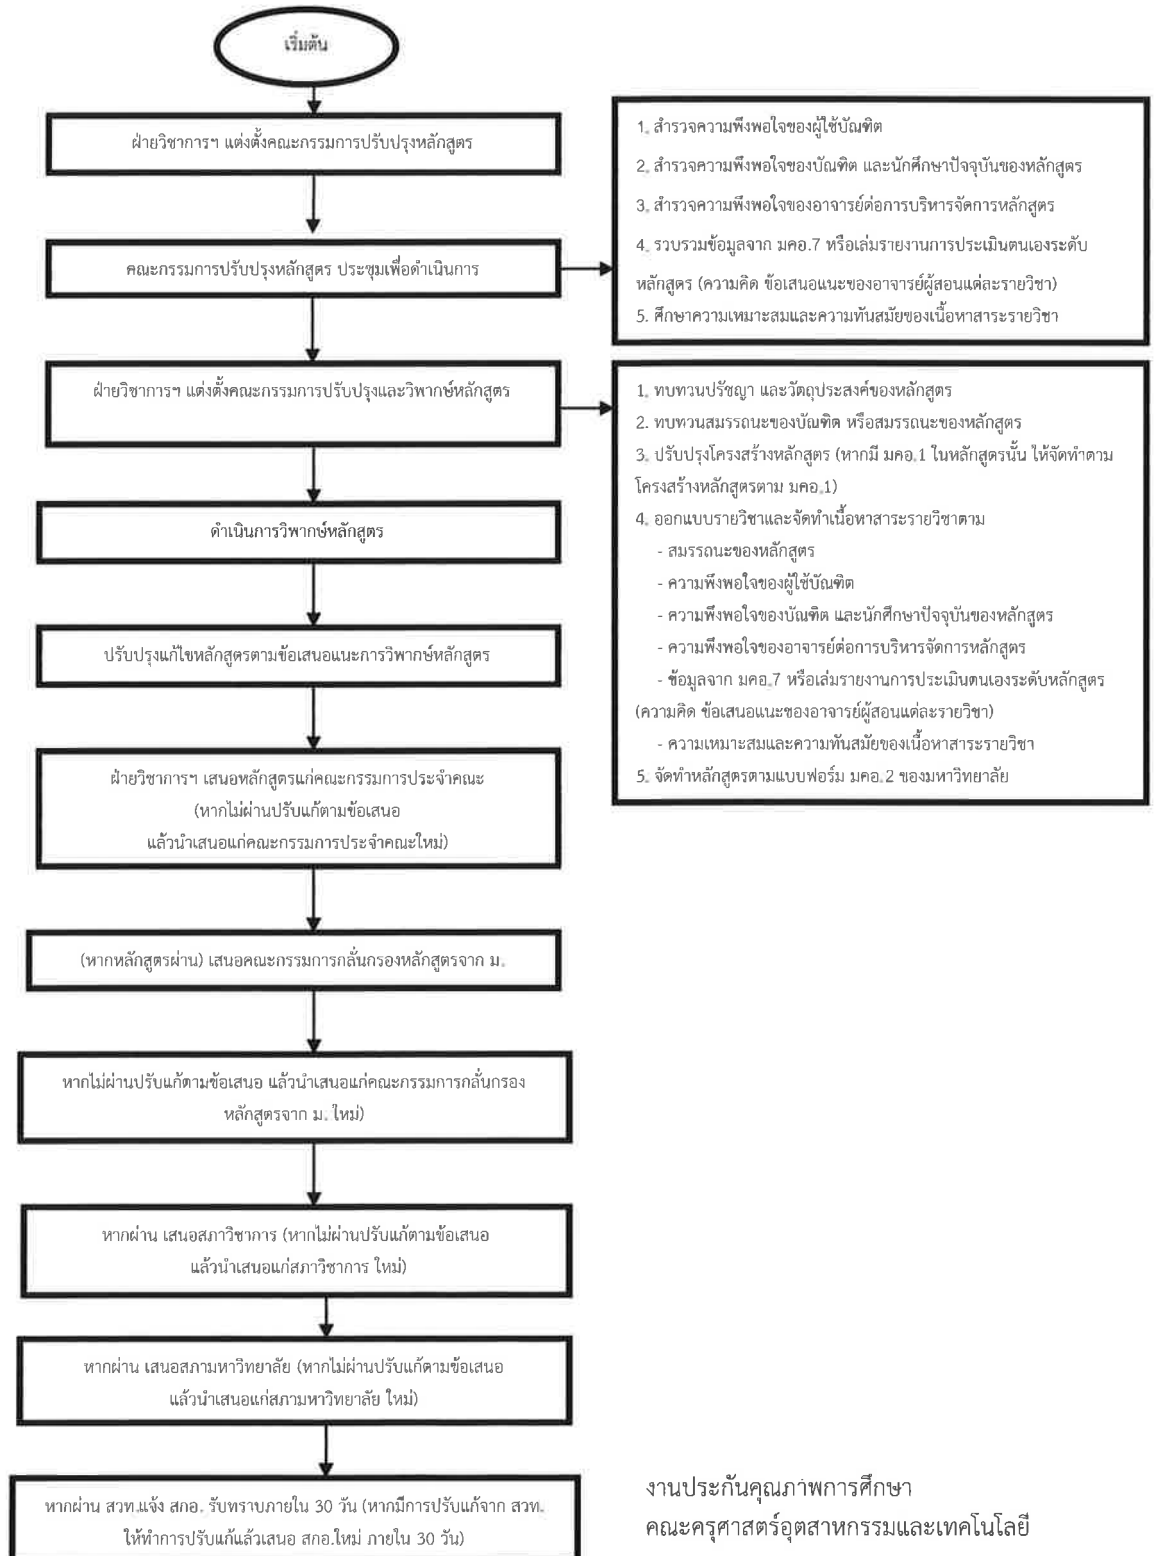 เริ่มต้น
ฝ่ายวิชาการฯ แต่งตั้งคณะกรรมการปรับปรุงหลักสูตร
คณะกรรมการปรับปรุงหลักสูตร ประชุมเพื่อดำเนินการ
1. สำรวจความพึงพอใจของผู้ใช้บัณฑิต
2. สำรวจความพึงพอใจของบัณฑิต และนักศึกษาปัจจุบันของหลักสูตร
3. สำรวจความพึงพอใจของอาจารย์ต่อการบริหารจัดการหลักสูตร
4. รวบรวมข้อมูลจาก มคอ.7 หรือเล่มรายงานการประเมินตนเองระดับ
หลักสูตร (ความคิด ข้อเสนอแนะของอาจารย์ผู้สอนแต่ละรายวิชา)
5. ศึกษาความเหมาะสมและความทันสมัยของเนื้อหาสาระรายวิชา
ฝ่ายวิชาการฯ แต่งตั้งคณะกรรมการปรับปรุงและวิพากษ์หลักสูตร
1. ทบทวนปรัชญา และวัตถุประสงค์ของหลักสูตร
2. ทบทวนสมรรถนะของบัณฑิต หรือสมรรถนะของหลักสูตร
3. ปรับปรุงโครงสร้างหลักสูตร (หากมี มคอ.1 ในหลักสูตรนั้น ให้จัดทำตาม
โครงสร้างหลักสูตรตาม มคอ.1)
4. ออกแบบรายวิชาและจัดทำเนื้อหาสาระรายวิชาตาม
- สมรรถนะของหลักสูตร
- ความพึงพอใจของผู้ใช้บัณฑิต
- ความพึงพอใจของบัณฑิต และนักศึกษาปัจจุบันของหลักสูตร
- ความพึงพอใจของอาจารย์ต่อการบริหารจัดการหลักสูตร
- ข้อมูลจาก มคอ.7 หรือเล่มรายงานการประเมินตนเองระดับหลักสูตร
(ความคิด ข้อเสนอแนะของอาจารย์ผู้สอนแต่ละรายวิชา)
- ความเหมาะสมและความทันสมัยของเนื้อหาสาระรายวิชา
5. จัดทำหลักสูตรตามแบบฟอร์ม มคอ.2 ของมหาวิทยาลัย
ดำเนินการวิพากษ์หลักสูตร
ปรับปรุงแก้ไขหลักสูตรตามข้อเสนอแนะการวิพากษ์หลักสูตร
ฝ่ายวิชาการฯ เสนอหลักสูตรแก่คณะกรรมการประจำคณะ
(หากไม่ผ่านปรับแก้ตามข้อเสนอ
แล้วนำเสนอแก่คณะกรรมการประจำคณะใหม่)
(หากหลักสูตรผ่าน) เสนอคณะกรรมการกลั่นกรองหลักสูตรจาก ม.
หากไม่ผ่านปรับแก้ตามข้อเสนอ แล้วนำเสนอแก่คณะกรรมการกลั่นกรอง
หลักสูตรจาก ม. ใหม่)
หากผ่าน เสนอสภาวิชาการ (หากไม่ผ่านปรับแก้ตามข้อเสนอ
แล้วนำเสนอแก่สภาวิชาการ ใหม่)
หากผ่าน เสนอสภามหาวิทยาลัย (หากไม่ผ่านปรับแก้ตามข้อเสนอ
แล้วนำเสนอแก่สภามหาวิทยาลัย ใหม่)
หากผ่าน สวท.แจ้ง สกอ. รับทราบภายใน 30 วัน (หากมีการปรับแก้จาก สวท.
ให้ทำการปรับแก้แล้วเสนอ สกอ.ใหม่ ภายใน 30 วัน)
งานประกันคุณภาพการศึกษา
คณะครุศาสตร์อุตสาหกรรมและเทคโนโลยี